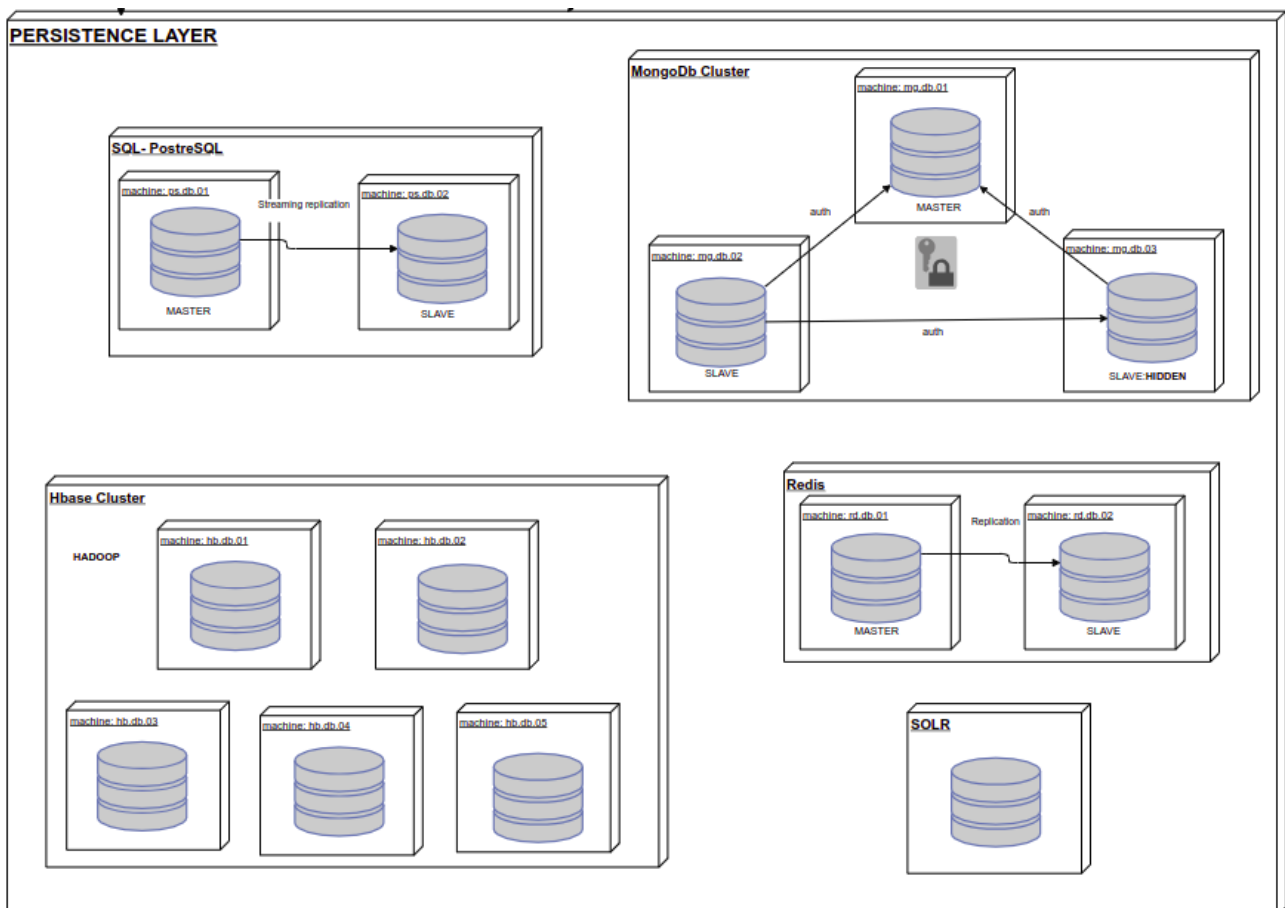 PERSISTENCE LAYER
SQL- PostreSQL
machine: ps.db.01
Streaming replication
machine: ps.db.02
MASTER
SLAVE
MongoDb Cluster
machine: mg.db.01
MASTER
auth
auth
machine: mg.db.02
machine: mg.db.03
auth
SLAVE
SLAVE:HIDDEN
Hbase Cluster
HADOOP
machine: hb.db.01
machine: hb.db.02
machine: hb.db.03
machine: hb.db.04
machine: hb.db.05
Redis
machine: rd.db.01
Replication
machine: rd.db.02
MASTER
SLAVE
SOLR